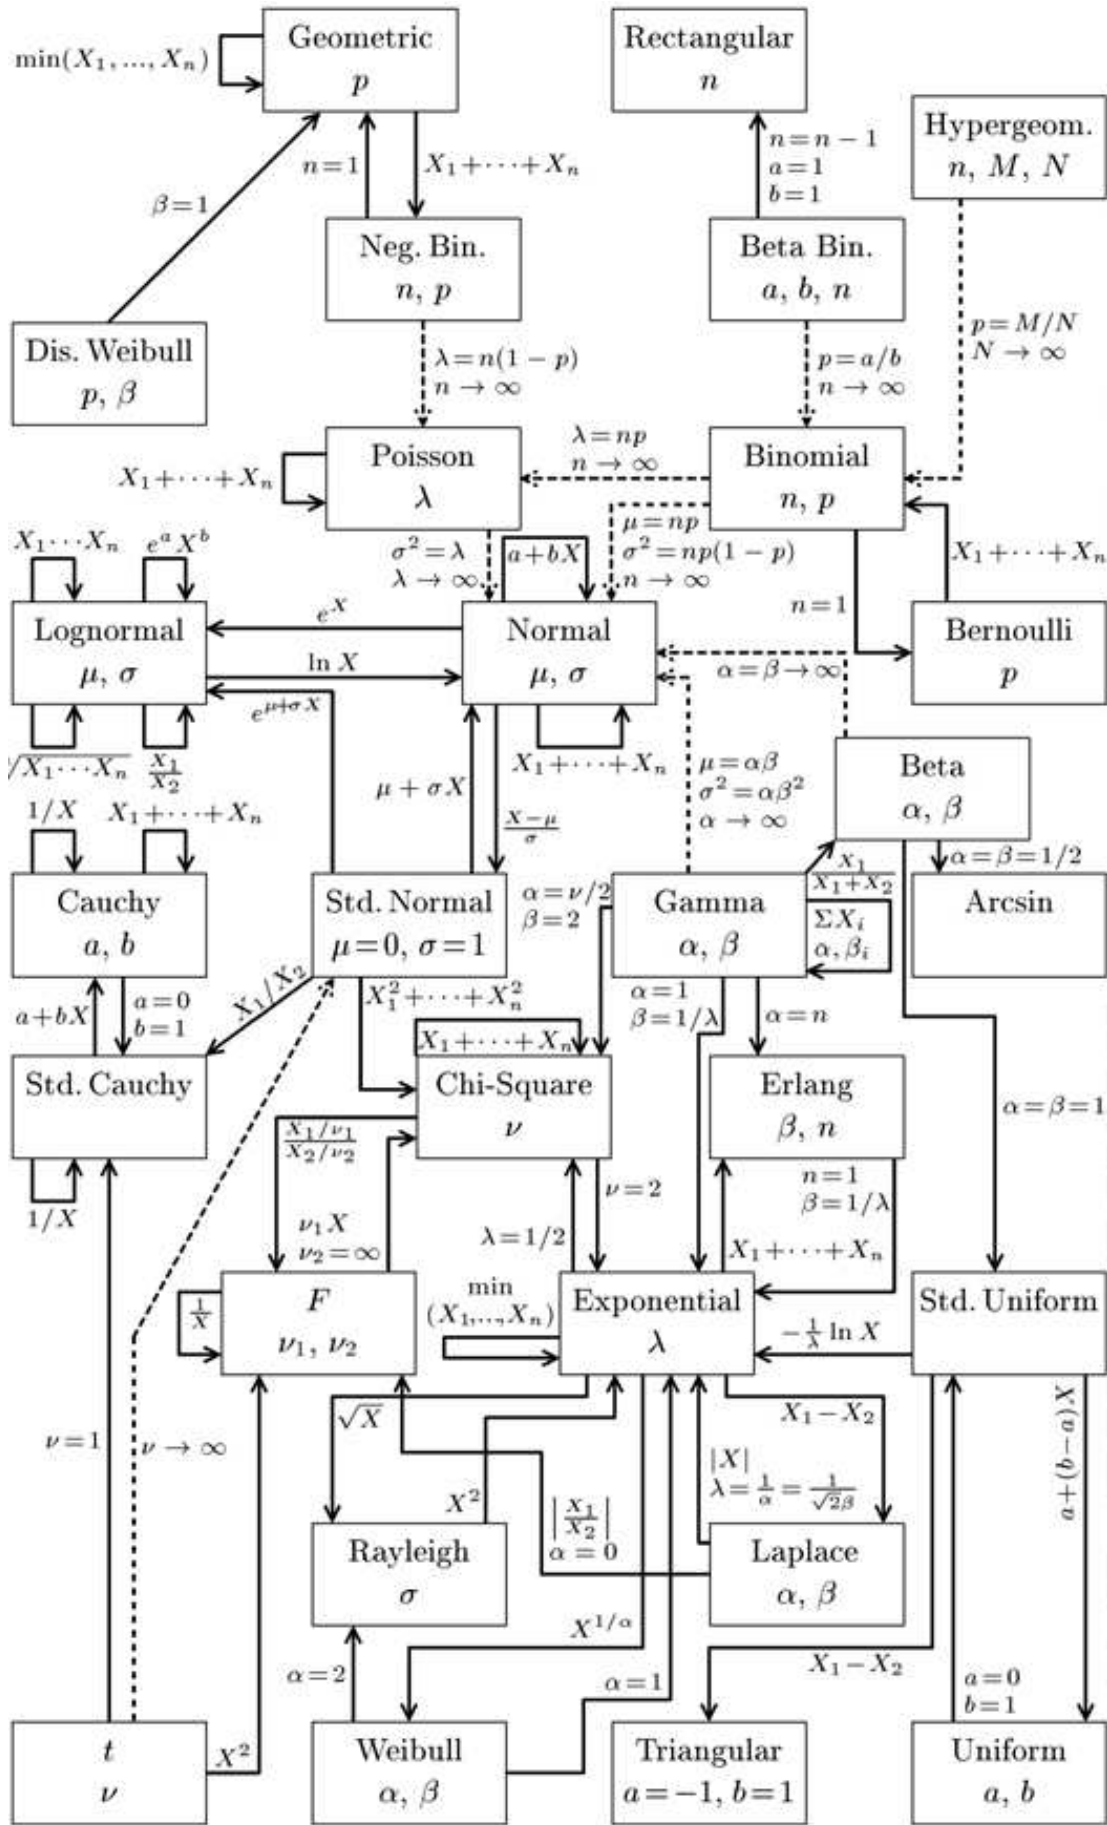 Geometric
p
min(X₁, ..., Xₙ)
Rectangular
n
Hypergeom.
n, M, N
n=1
X₁+···+Xₙ
n=n−1
a=1
b=1
β=1
Neg. Bin.
n, p
Beta Bin.
a, b, n
Dis. Weibull
p, β
λ=n(1−p)
n→∞
p=a/b
n→∞
p=M/N
N→∞
Poisson
λ
X₁+···+Xₙ
λ=np
n→∞
Binomial
n, p
X₁···Xₙ
eᵃXᵇ
σ²=λ
λ→∞
a+bX
μ=np
σ²=np(1−p)
n→∞
n=1
X₁+···+Xₙ
Lognormal
μ, σ
e^X
ln X
e^{μ+σX}
Normal
μ, σ
α=β→∞
Bernoulli
p
√X₁···Xₙ
X₁/X₂
μ+σX
X₁+···+Xₙ
(X−μ)/σ
μ=αβ
σ²=αβ²
α→∞
Beta
α, β
1/X
X₁+···+Xₙ
X₁/(X₁+X₂)
α=β=1/2
Cauchy
a, b
Std. Normal
μ=0, σ=1
α=ν/2
β=2
Gamma
α, β
ΣXᵢ
α, βᵢ
Arcsin
a+bX
a=0
b=1
X₁/X₂
X₁²+···+Xₙ²
X₁+···+Xₙ
α=1
β=1/λ
α=n
Std. Cauchy
Chi-Square
ν
Erlang
β, n
α=β=1
1/X
(X₁/ν₁)/(X₂/ν₂)
ν₁X
ν₂=∞
λ=1/2
ν=2
n=1
β=1/λ
X₁+···+Xₙ
1/X
F
ν₁, ν₂
min
(X₁,...,Xₙ)
Exponential
λ
−(1/λ) ln X
Std. Uniform
ν=1
ν→∞
√X
X²
|X₁/X₂|
α=0
|X|
λ=1/α=1/(√2β)
X₁−X₂
a+(b−a)X
Rayleigh
σ
Laplace
α, β
α=2
X^{1/α}
α=1
X₁−X₂
a=0
b=1
t
ν
X²
Weibull
α, β
Triangular
a=−1, b=1
Uniform
a, b